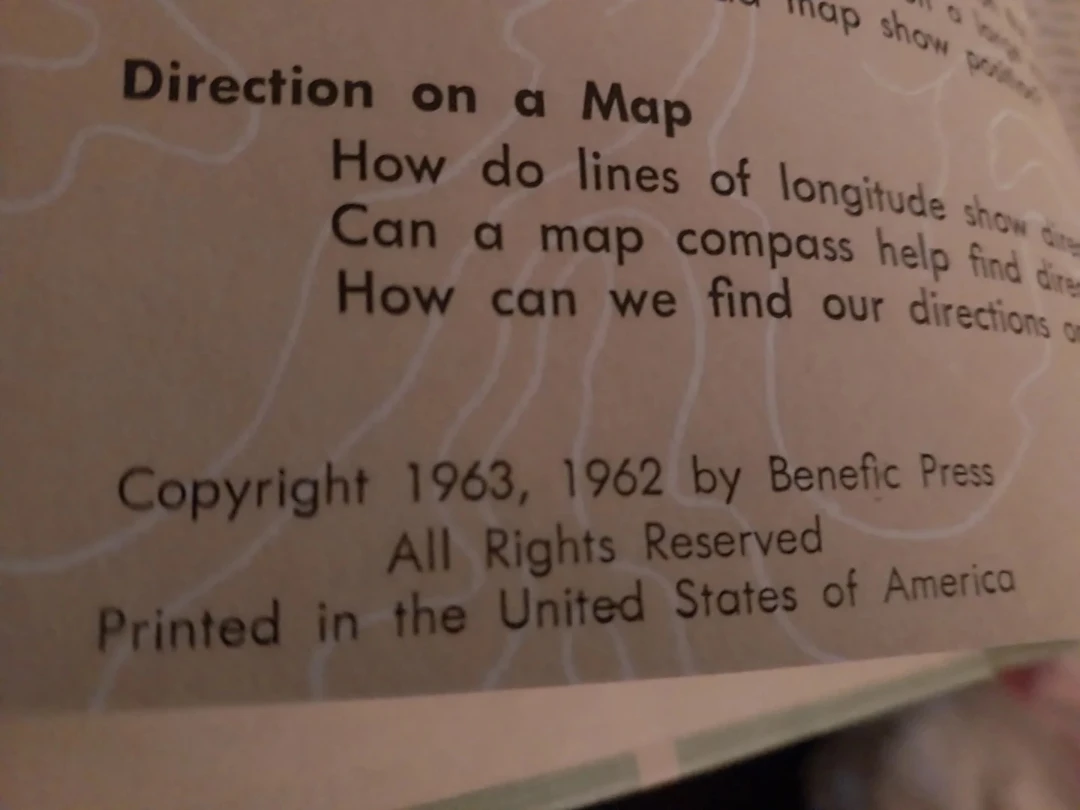 map show position
Direction on a Map
How do lines of longitude show
Can a map compass help find
How can we find our directions
Copyright 1963, 1962 by Benefic Press
All Rights Reserved
Printed in the United States of America